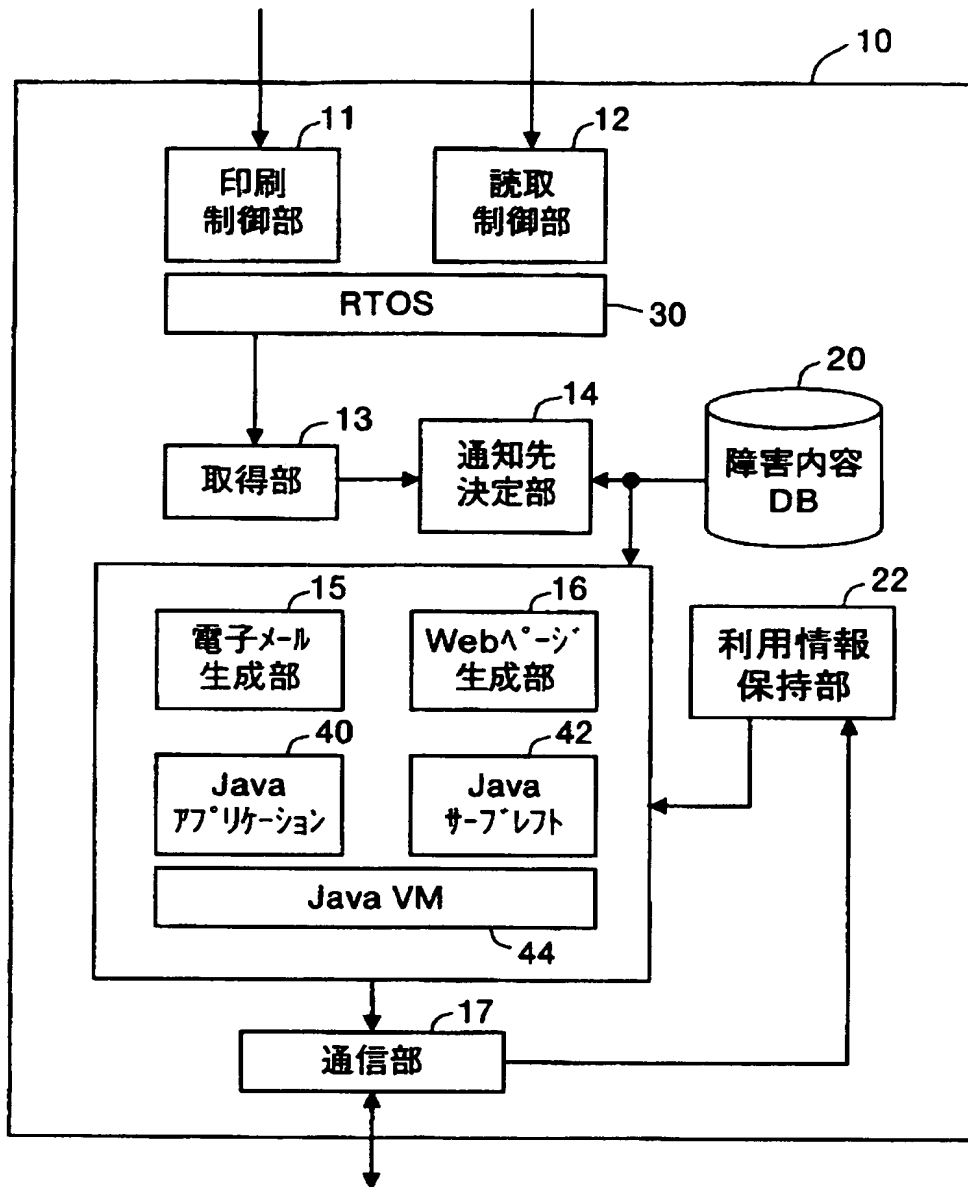 10
11
12
印刷
制御部
読取
制御部
RTOS
30
13
14
20
取得部
通知先
決定部
障害内容
DB
15
16
22
電子ﾒｰﾙ
生成部
Webﾍﾟｰｼﾞ
生成部
利用情報
保持部
40
42
Java
ｱﾌﾟﾘｹｰｼｮﾝ
Java
ｻｰﾌﾞﾚﾌﾄ
Java VM
44
17
通信部